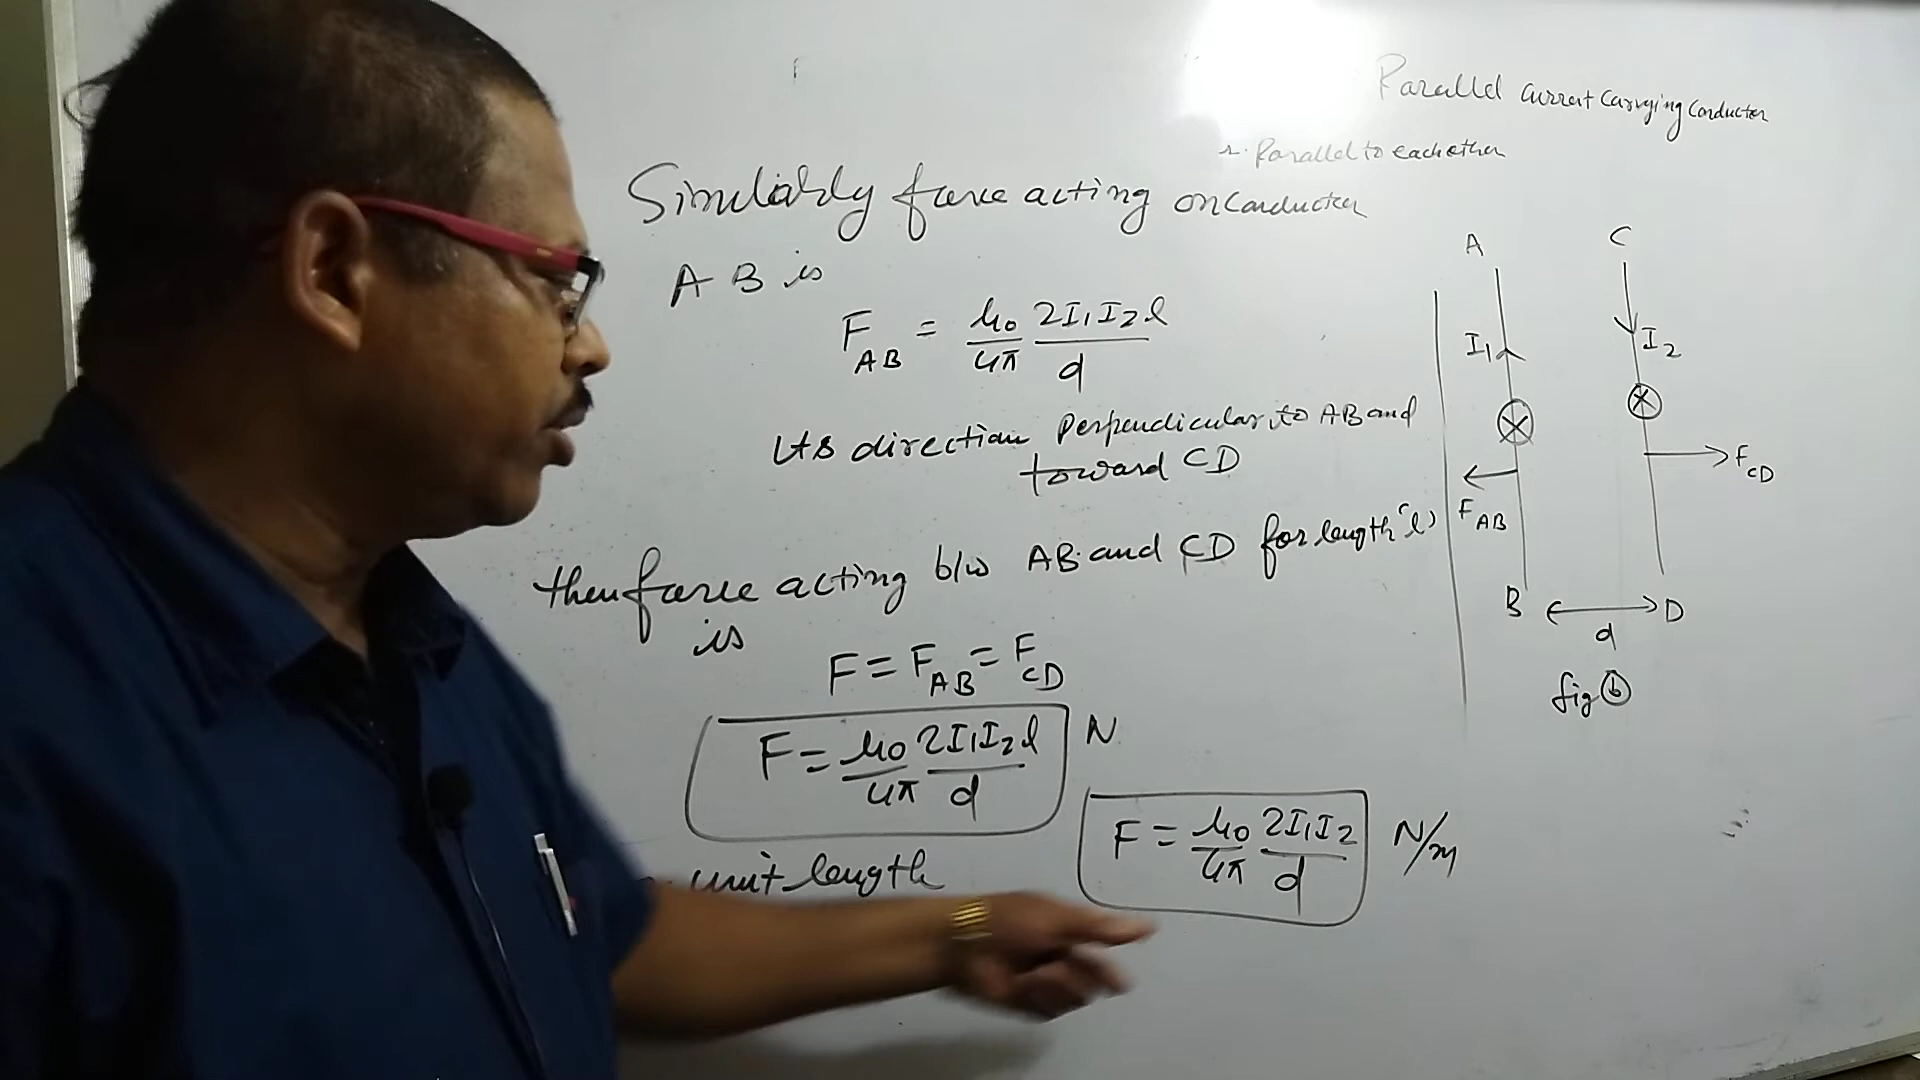 Parallel current carrying conductor
Parallel to each other
Similarly force acting on conductor
AB is
F_AB = μ0/4π 2I1I2l/d
Its direction perpendicular to AB and
toward CD
then force acting b/w AB and CD for length 'l'
is
F = F_AB = F_CD
F = μ0/4π 2I1I2l/d N
unit length
F = μ0/4π 2I1I2/d N/m
A C
I1 I2
F_CD
F_AB
B D
d
fig (b)